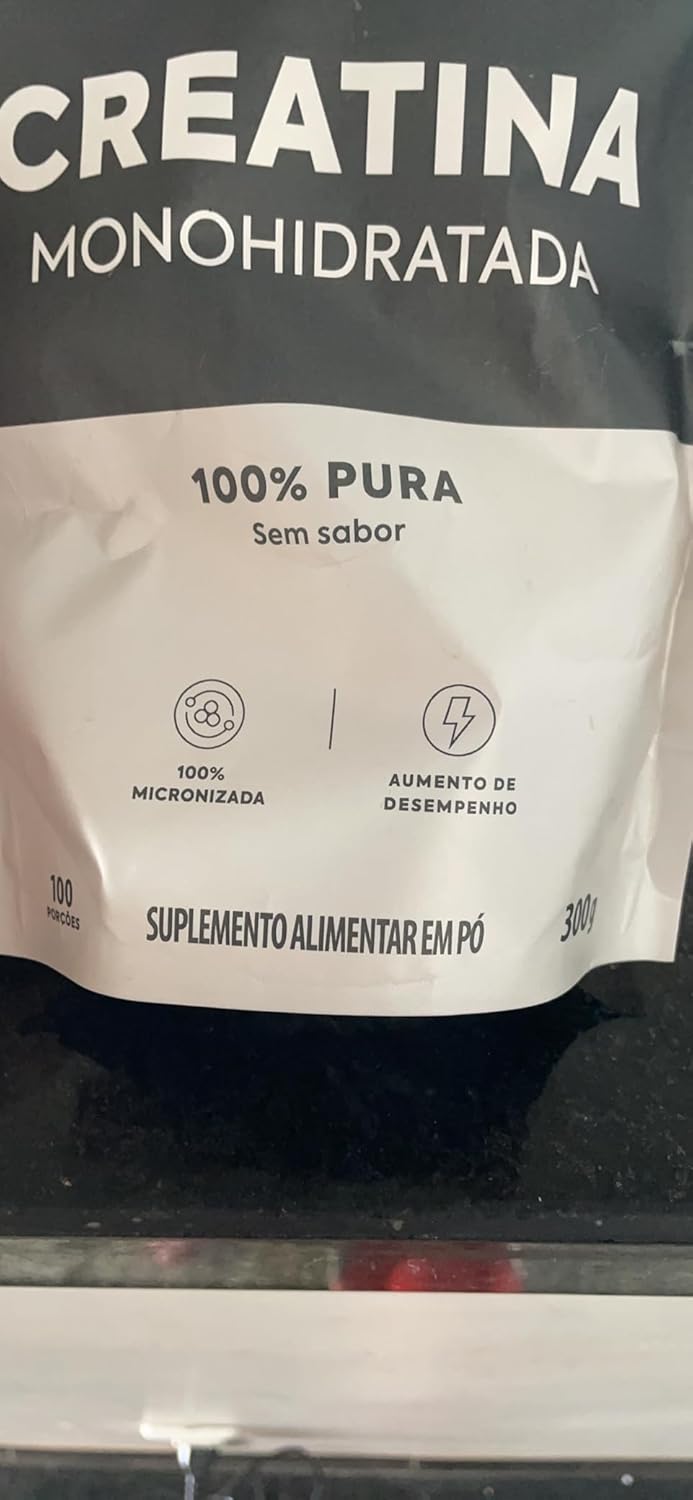 CREATINA
MONOHIDRATADA
100% PURA
Sem sabor
100%
MICRONIZADA
AUMENTO DE
DESEMPENHO
100
PORÇÕES
SUPLEMENTO ALIMENTAR EM PÓ
300g